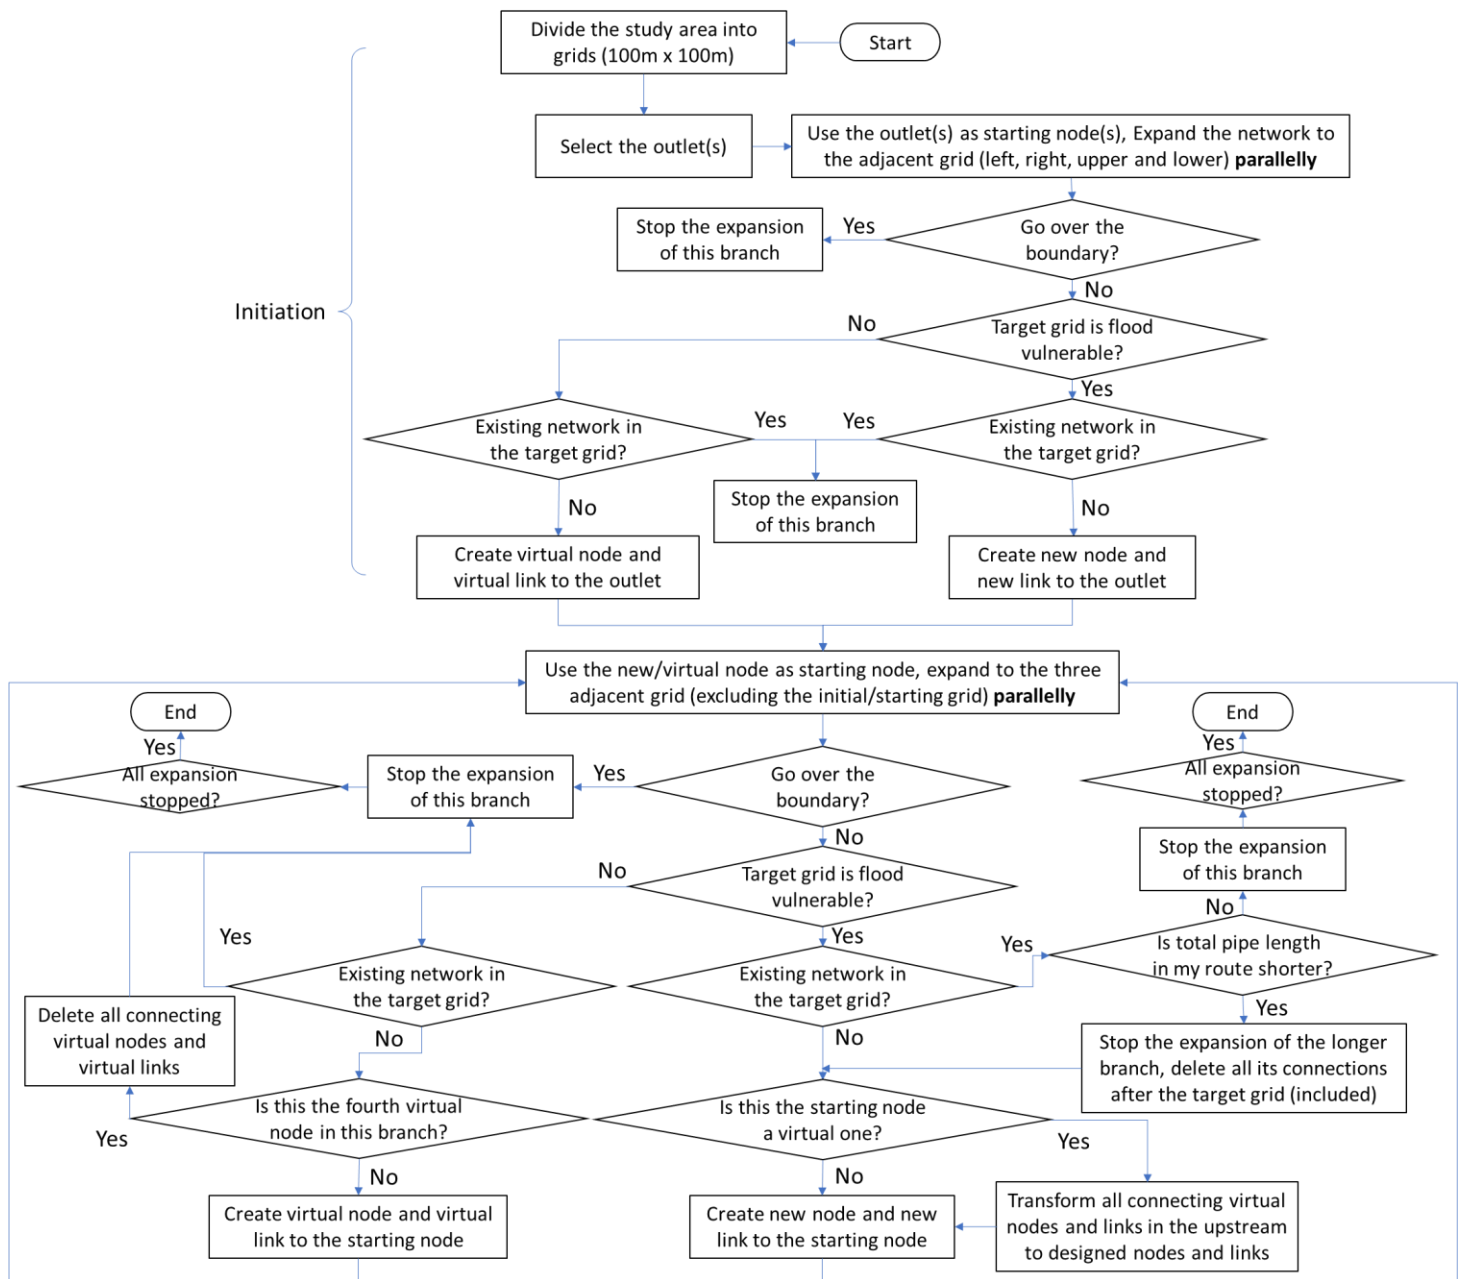 Divide the study area into
grids (100m x 100m)
Start
Select the outlet(s)
Use the outlet(s) as starting node(s), Expand the network to
the adjacent grid (left, right, upper and lower) parallelly
Stop the expansion
of this branch
Yes
Go over the
boundary?
No
Initiation
No
Target grid is flood
vulnerable?
Yes
Existing network in
the target grid?
Yes
Yes
Existing network in
the target grid?
Stop the expansion
of this branch
No
No
Create virtual node and
virtual link to the outlet
Create new node and
new link to the outlet
Use the new/virtual node as starting node, expand to the three
adjacent grid (excluding the initial/starting grid) parallelly
End
End
Yes
Yes
All expansion
stopped?
Stop the expansion
of this branch
Yes
Go over the
boundary?
All expansion
stopped?
No
Stop the expansion
of this branch
No
Target grid is flood
vulnerable?
No
Yes
Yes
Yes
Existing network in
the target grid?
Existing network in
the target grid?
Is total pipe length
in my route shorter?
Yes
Delete all connecting
virtual nodes and
virtual links
No
No
Stop the expansion of the longer
branch, delete all its connections
after the target grid (included)
Is this the fourth virtual
node in this branch?
Is this the starting node
a virtual one?
Yes
Yes
No
No
Create virtual node and virtual
link to the starting node
Create new node and new
link to the starting node
Transform all connecting virtual
nodes and links in the upstream
to designed nodes and links